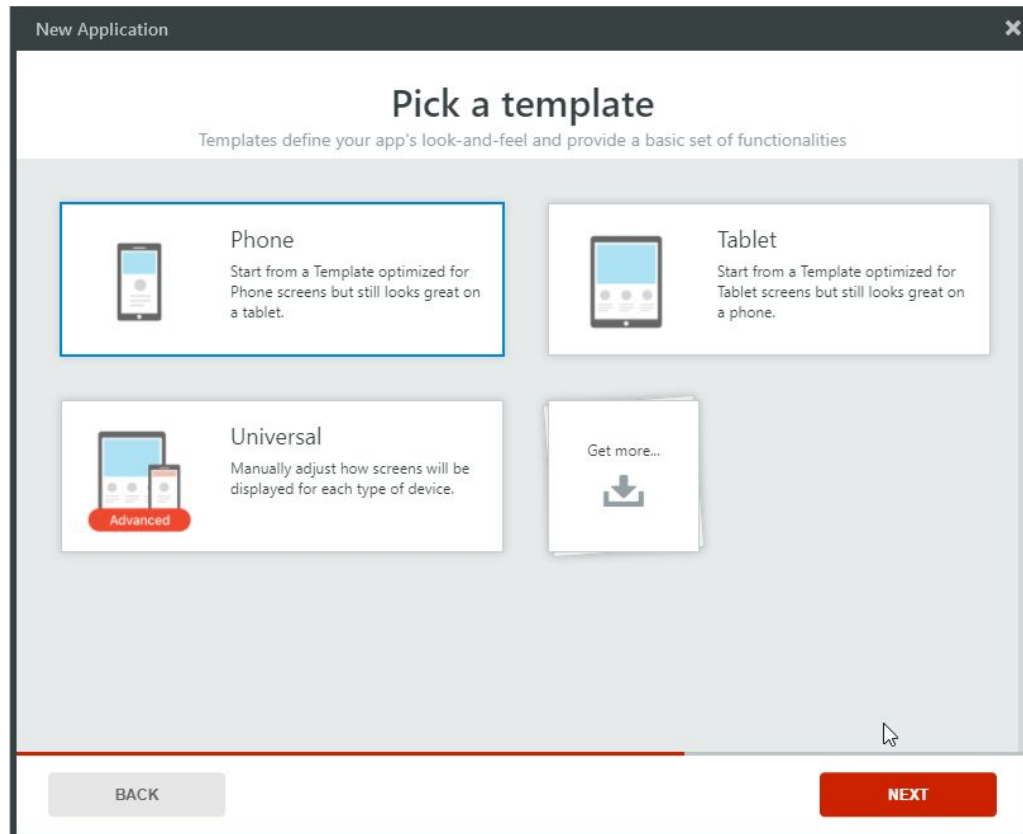 New Application
Pick a template
Templates define your app's look-and-feel and provide a basic set of functionalities
Phone
Start from a Template optimized for
Phone screens but still looks great on
a tablet.
Tablet
Start from a Template optimized for
Tablet screens but still looks great on
a phone.
Universal
Manually adjust how screens will be
displayed for each type of device.
Advanced
Get more...
BACK
NEXT